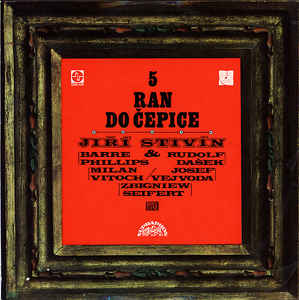 5
RAN
DO ČEPICE
JIŘÍ STIVÍN
BARRE & RUDOLF
PHILLIPS DAŠEK
MILAN JOSEF
VITOCH / VEJVODA
ZBIGNIEW
SEIFERT